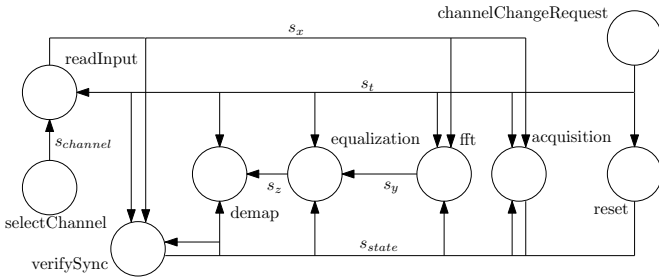 channelChangeRequest
s_x
readInput
s_t
equalization
fft
acquisition
s_channel
s_z
s_y
selectChannel
demap
reset
s_state
verifySync